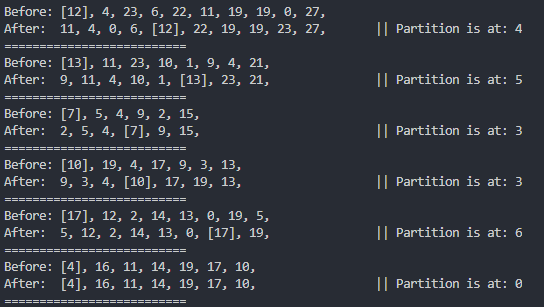 Before: [12], 4, 23, 6, 22, 11, 19, 19, 0, 27,
After:  11, 4, 0, 6, [12], 22, 19, 19, 23, 27,       || Partition is at: 4
==========================
Before: [13], 11, 23, 10, 1, 9, 4, 21,
After:  9, 11, 4, 10, 1, [13], 23, 21,               || Partition is at: 5
==========================
Before: [7], 5, 4, 9, 2, 15,
After:  2, 5, 4, [7], 9, 15,                         || Partition is at: 3
==========================
Before: [10], 19, 4, 17, 9, 3, 13,
After:  9, 3, 4, [10], 17, 19, 13,                   || Partition is at: 3
==========================
Before: [17], 12, 2, 14, 13, 0, 19, 5,
After:  5, 12, 2, 14, 13, 0, [17], 19,               || Partition is at: 6
==========================
Before: [4], 16, 11, 14, 19, 17, 10,
After:  [4], 16, 11, 14, 19, 17, 10,                 || Partition is at: 0
==========================